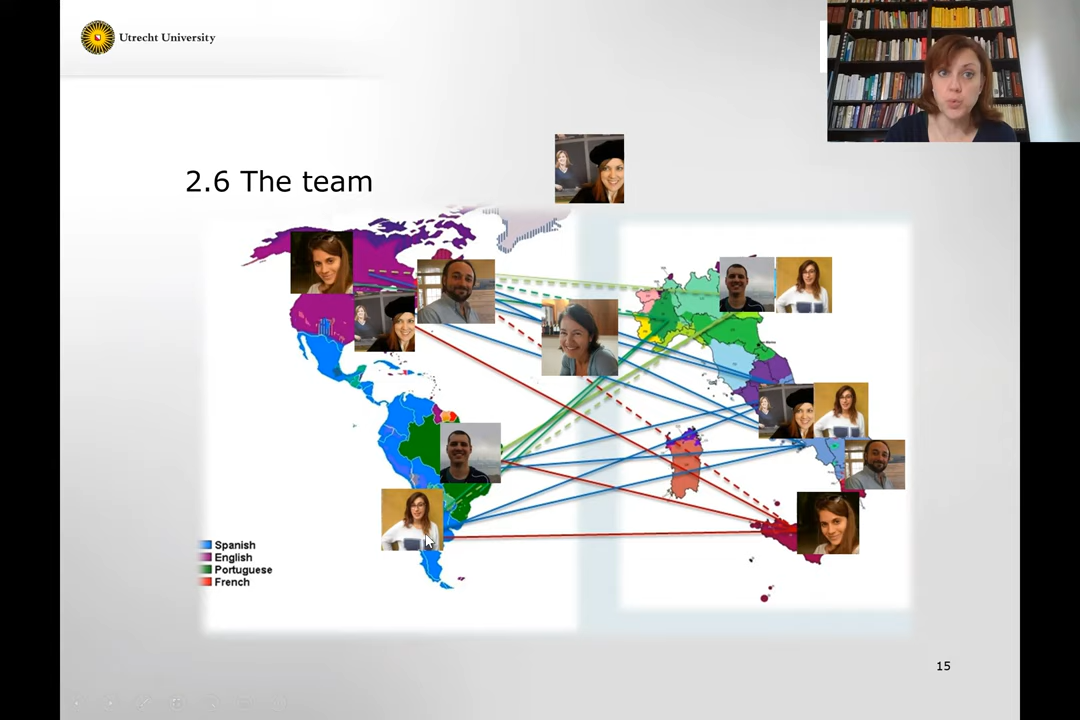 Utrecht University
2.6 The team
Spanish
English
Portuguese
French
15